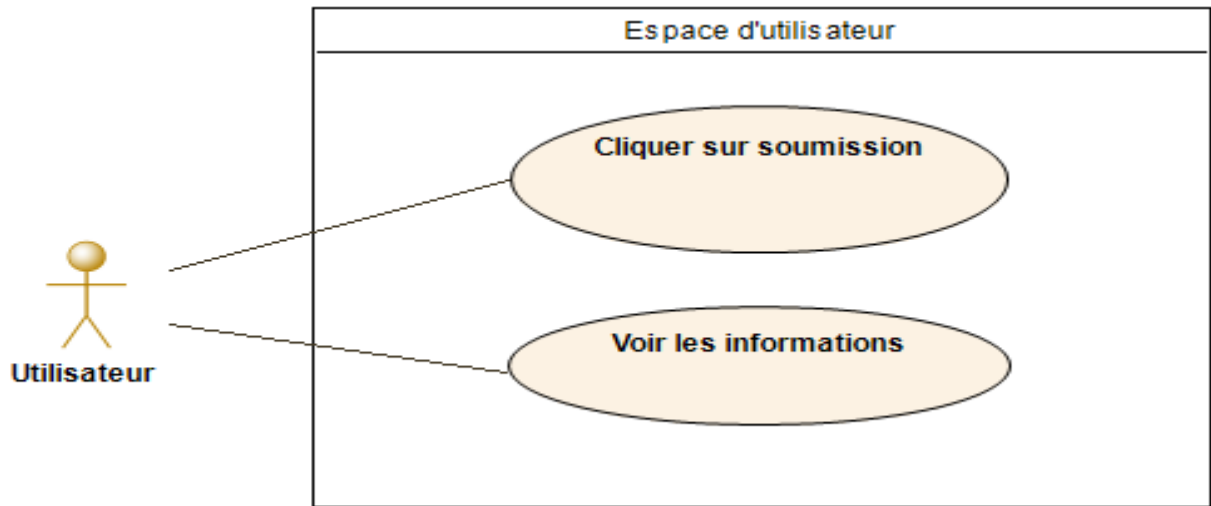 Espace d'utilisateur
Cliquer sur soumission
Voir les informations
Utilisateur